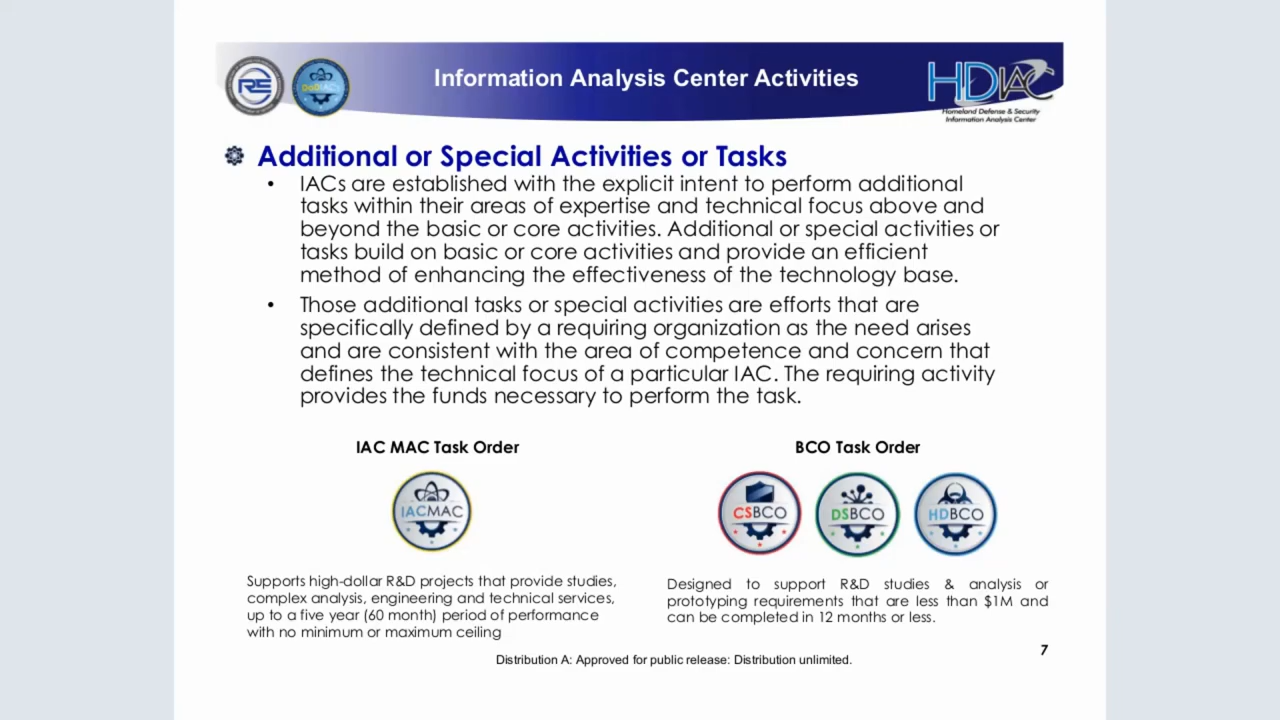 Information Analysis Center Activities
RE
DoDIACs
HDIAC
Homeland Defense & Security
Information Analysis Center
Additional or Special Activities or Tasks
• IACs are established with the explicit intent to perform additional
tasks within their areas of expertise and technical focus above and
beyond the basic or core activities. Additional or special activities or
tasks build on basic or core activities and provide an efficient
method of enhancing the effectiveness of the technology base.
• Those additional tasks or special activities are efforts that are
specifically defined by a requiring organization as the need arises
and are consistent with the area of competence and concern that
defines the technical focus of a particular IAC. The requiring activity
provides the funds necessary to perform the task.
IAC MAC Task Order
IACMAC
Supports high-dollar R&D projects that provide studies,
complex analysis, engineering and technical services,
up to a five year (60 month) period of performance
with no minimum or maximum ceiling
BCO Task Order
CSBCO
DSBCO
HDBCO
Designed to support R&D studies & analysis or
prototyping requirements that are less than $1M and
can be completed in 12 months or less.
7
Distribution A: Approved for public release: Distribution unlimited.